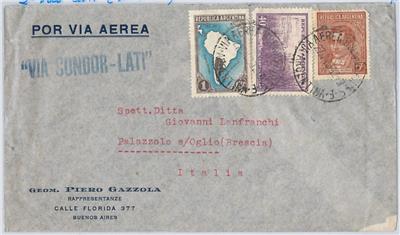 POR VIA AEREA
"VIA CONDOR-LATI"
REPUBLICA ARGENTINA
1
40
REPUBLICA ARGENTINA
Spett.Ditta
Giovanni Lanfranchi
Palazzolo s/Oglio(Brescia)
Italia
GEOM. PIERO GAZZOLA
RAPPRESENTANZE
CALLE FLORIDA 377
BUENOS AIRES